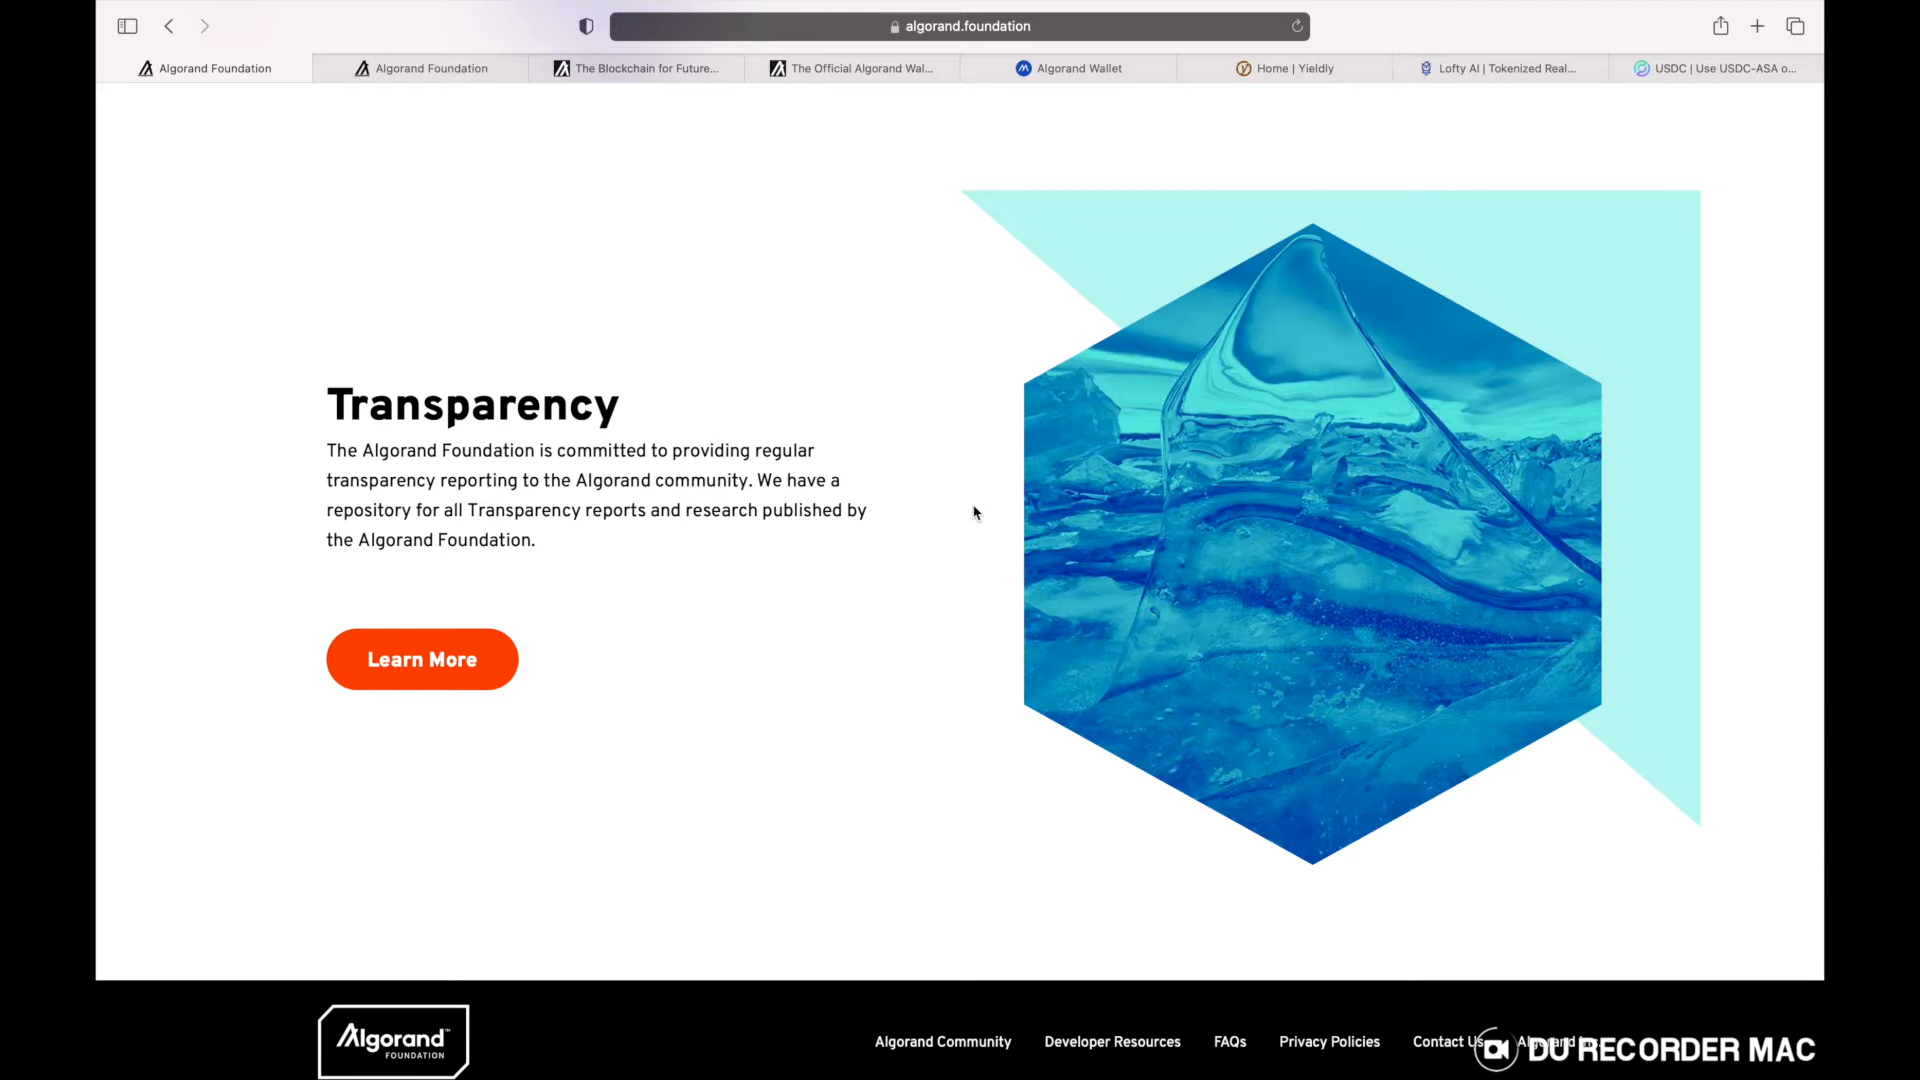 algorand.foundation
Algorand Foundation
Algorand Foundation
The Blockchain for Future...
The Official Algorand Wal...
Algorand Wallet
Home | Yieldly
Lofty AI | Tokenized Real...
USDC | Use USDC-ASA o...
Transparency
The Algorand Foundation is committed to providing regular
transparency reporting to the Algorand community. We have a
repository for all Transparency reports and research published by
the Algorand Foundation.
Learn More
Algorand™
FOUNDATION
Algorand Community
Developer Resources
FAQs
Privacy Policies
Contact Us
DU RECORDER MAC